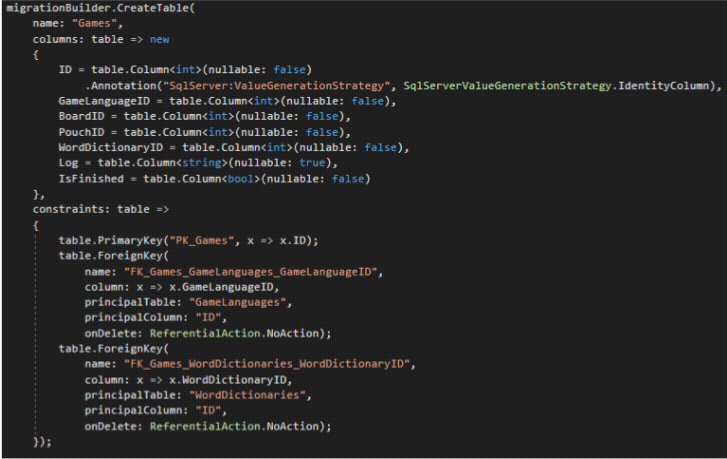 migrationBuilder.CreateTable(
    name: "Games",
    columns: table => new
    {
        ID = table.Column<int>(nullable: false)
            .Annotation("SqlServer:ValueGenerationStrategy", SqlServerValueGenerationStrategy.IdentityColumn),
        GameLanguageID = table.Column<int>(nullable: false),
        BoardID = table.Column<int>(nullable: false),
        PouchID = table.Column<int>(nullable: false),
        WordDictionaryID = table.Column<int>(nullable: false),
        Log = table.Column<string>(nullable: true),
        IsFinished = table.Column<bool>(nullable: false)
    },
    constraints: table =>
    {
        table.PrimaryKey("PK_Games", x => x.ID);
        table.ForeignKey(
            name: "FK_Games_GameLanguages_GameLanguageID",
            column: x => x.GameLanguageID,
            principalTable: "GameLanguages",
            principalColumn: "ID",
            onDelete: ReferentialAction.NoAction);
        table.ForeignKey(
            name: "FK_Games_WordDictionaries_WordDictionaryID",
            column: x => x.WordDictionaryID,
            principalTable: "WordDictionaries",
            principalColumn: "ID",
            onDelete: ReferentialAction.NoAction);
    });